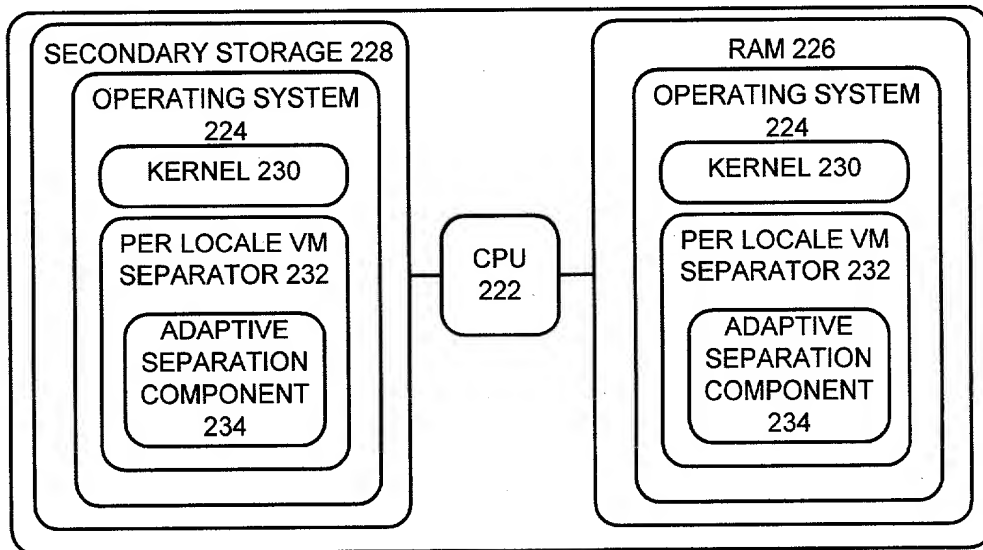 SECONDARY STORAGE 228
OPERATING SYSTEM
224
KERNEL 230
PER LOCALE VM
SEPARATOR 232
ADAPTIVE
SEPARATION
COMPONENT
234
CPU
222
RAM 226
OPERATING SYSTEM
224
KERNEL 230
PER LOCALE VM
SEPARATOR 232
ADAPTIVE
SEPARATION
COMPONENT
234